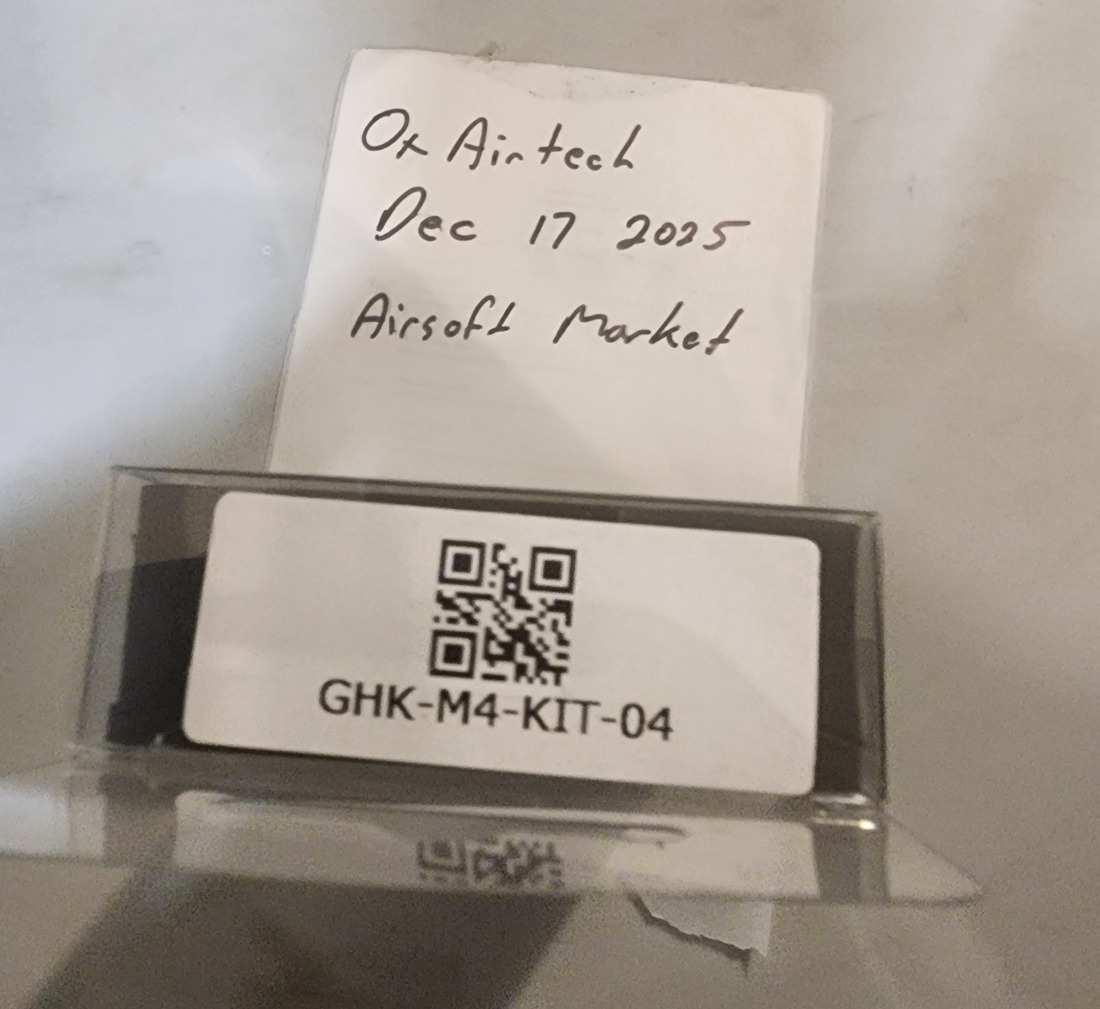 Ox Airtech
Dec 17 2025
Airsoft Market
GHK-M4-KIT-04